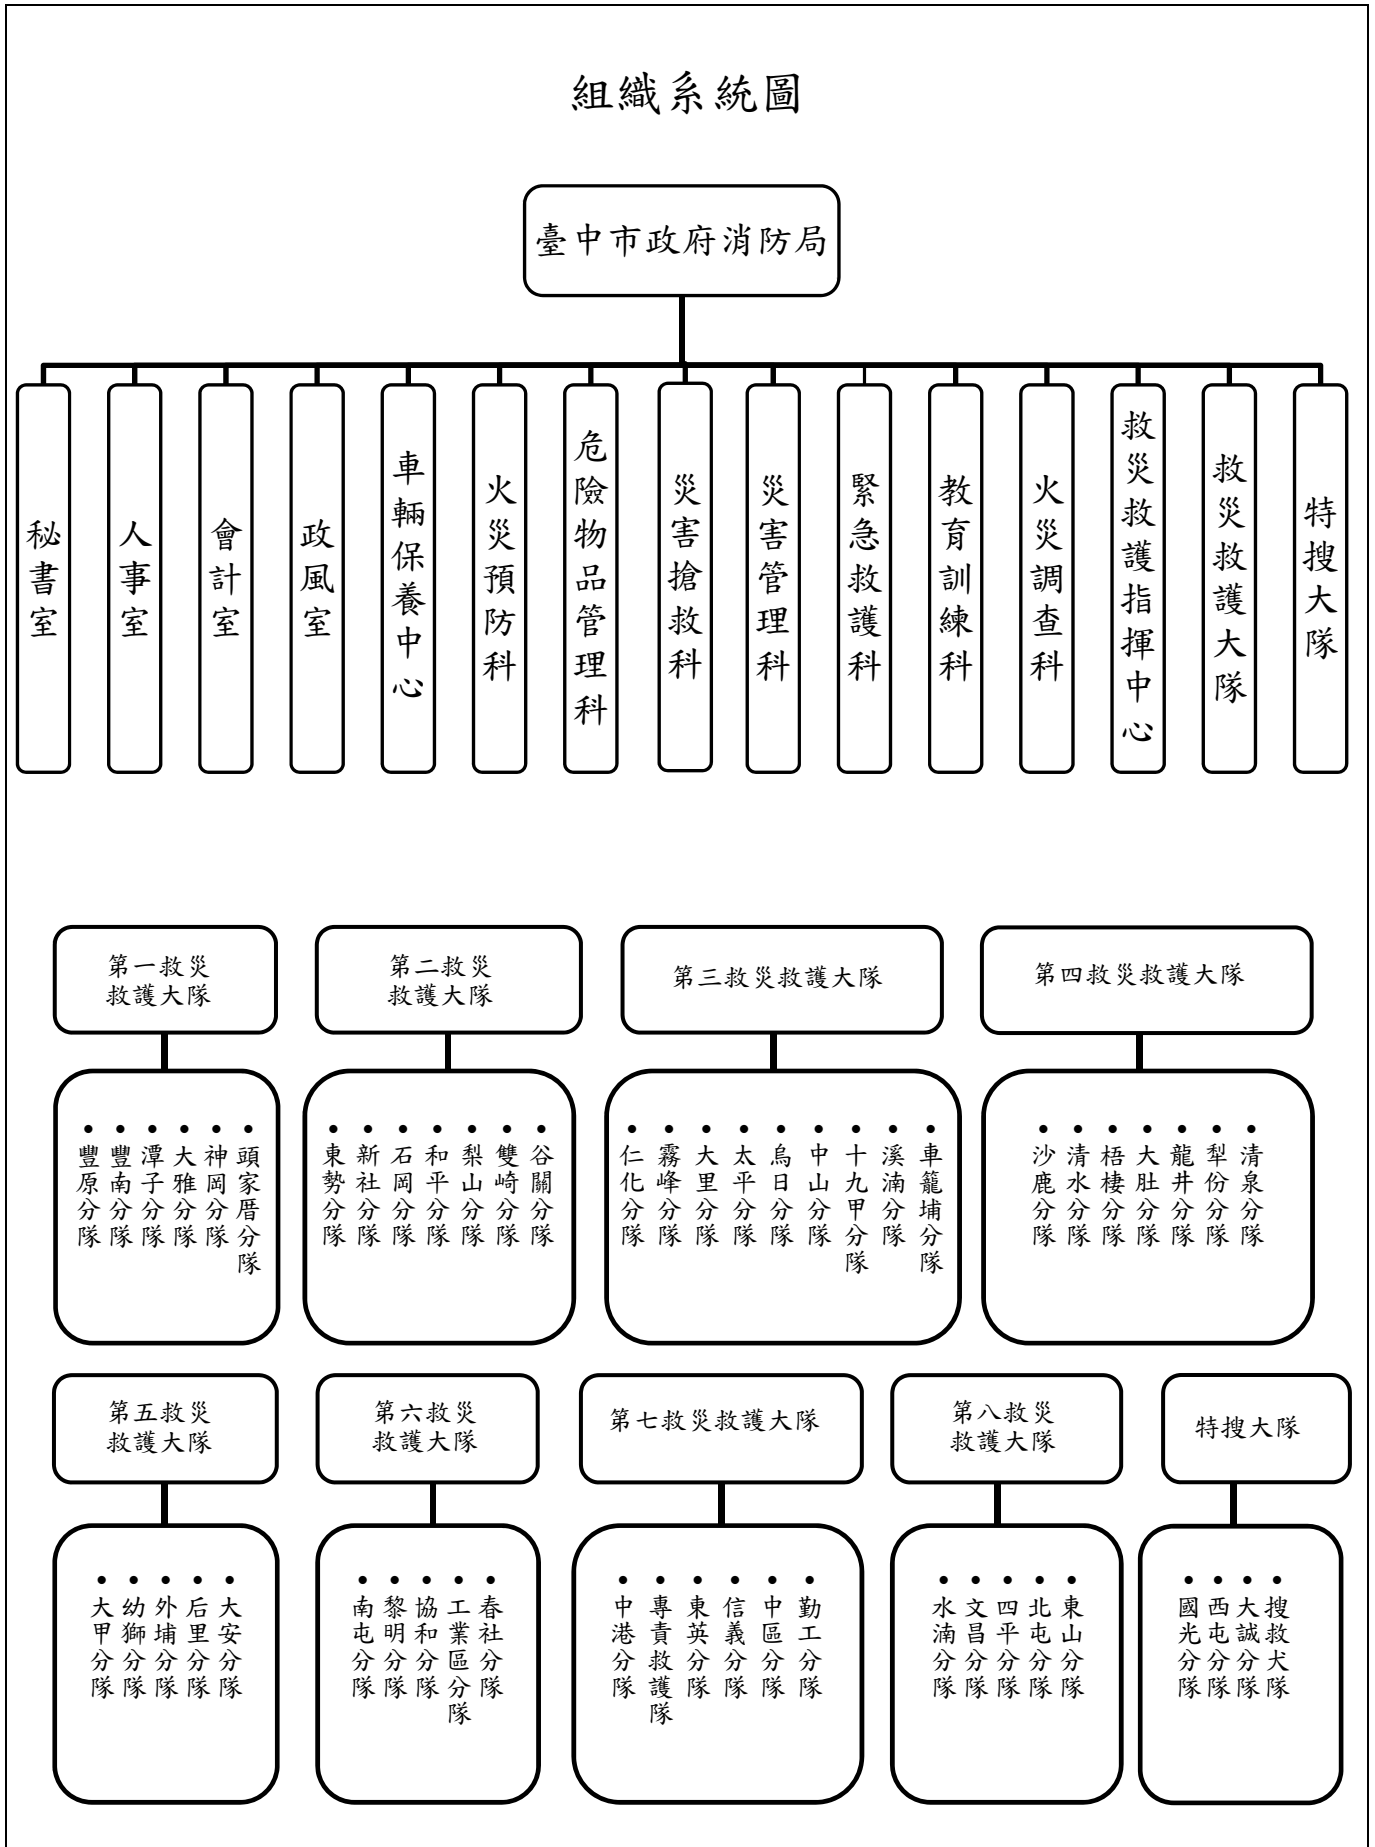 組織系統圖
臺中市政府消防局
秘書室
人事室
會計室
政風室
車輛保養中心
火災預防科
危險物品管理科
災害搶救科
災害管理科
緊急救護科
教育訓練科
火災調查科
救災救護指揮中心
救災救護大隊
特搜大隊
第一救災
救護大隊
• 豐原分隊
• 豐南分隊
• 潭子分隊
• 大雅分隊
• 神岡分隊
• 頭家厝分隊
第二救災
救護大隊
• 東勢分隊
• 新社分隊
• 石岡分隊
• 和平分隊
• 梨山分隊
• 雙崎分隊
• 谷關分隊
第三救災救護大隊
• 仁化分隊
• 霧峰分隊
• 大里分隊
• 太平分隊
• 烏日分隊
• 中山分隊
• 十九甲分隊
• 溪湳分隊
• 車籠埔分隊
第四救災救護大隊
• 沙鹿分隊
• 清水分隊
• 梧棲分隊
• 大肚分隊
• 龍井分隊
• 犁份分隊
• 清泉分隊
第五救災
救護大隊
• 大甲分隊
• 幼獅分隊
• 外埔分隊
• 后里分隊
• 大安分隊
第六救災
救護大隊
• 南屯分隊
• 黎明分隊
• 協和分隊
• 工業區分隊
• 春社分隊
第七救災救護大隊
• 中港分隊
• 專責救護隊
• 東英分隊
• 信義分隊
• 中區分隊
• 勤工分隊
第八救災
救護大隊
• 水湳分隊
• 文昌分隊
• 四平分隊
• 北屯分隊
• 東山分隊
特搜大隊
• 國光分隊
• 西屯分隊
• 大誠分隊
• 搜救犬隊